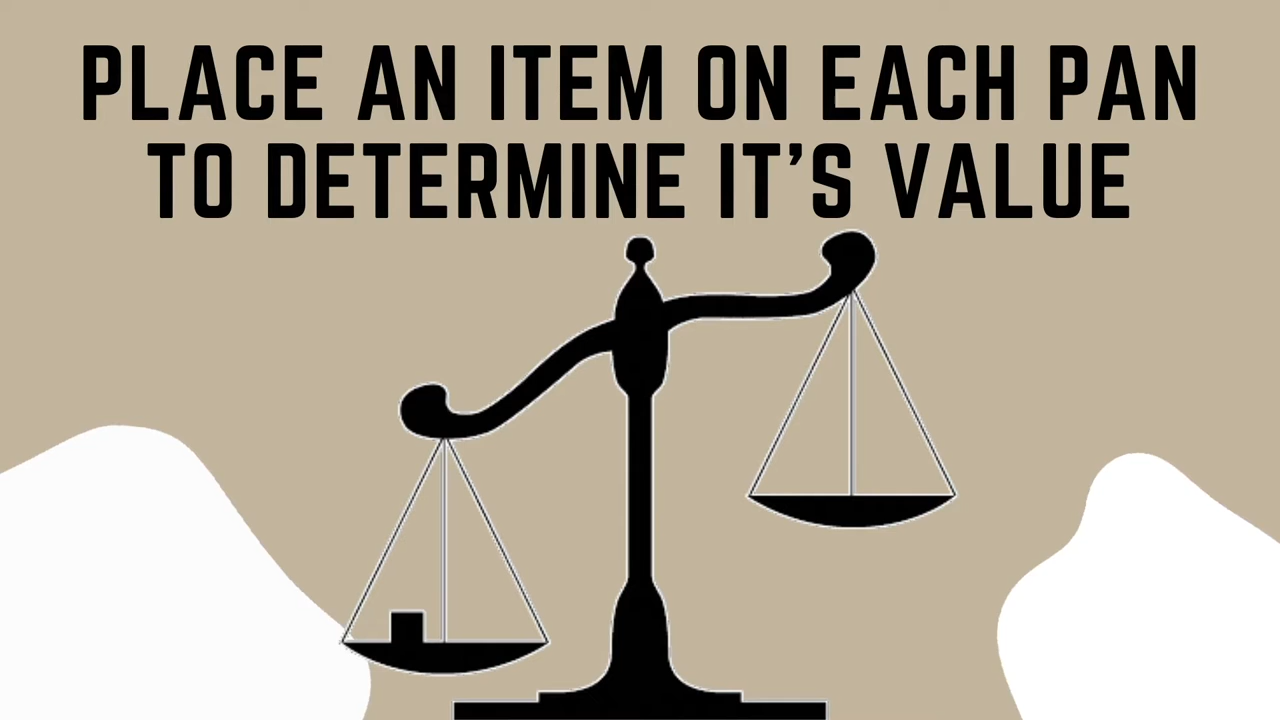 PLACE AN ITEM ON EACH PAN
TO DETERMINE IT’S VALUE